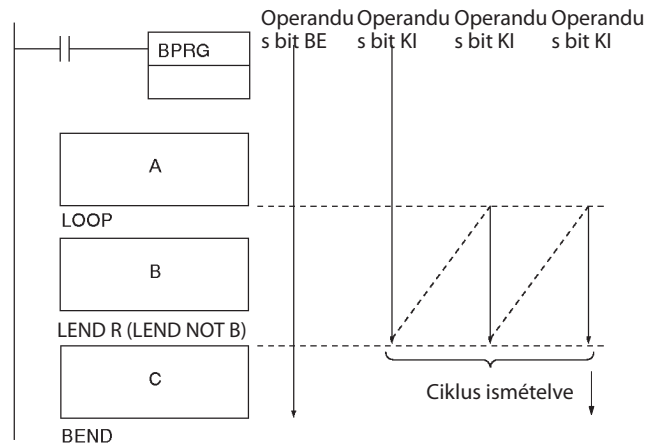 Operandu Operandu Operandu Operandu
s bit BE s bit KI s bit KI s bit KI
BPRG
A
LOOP
B
LEND R (LEND NOT B)
C
Ciklus ismételve
BEND